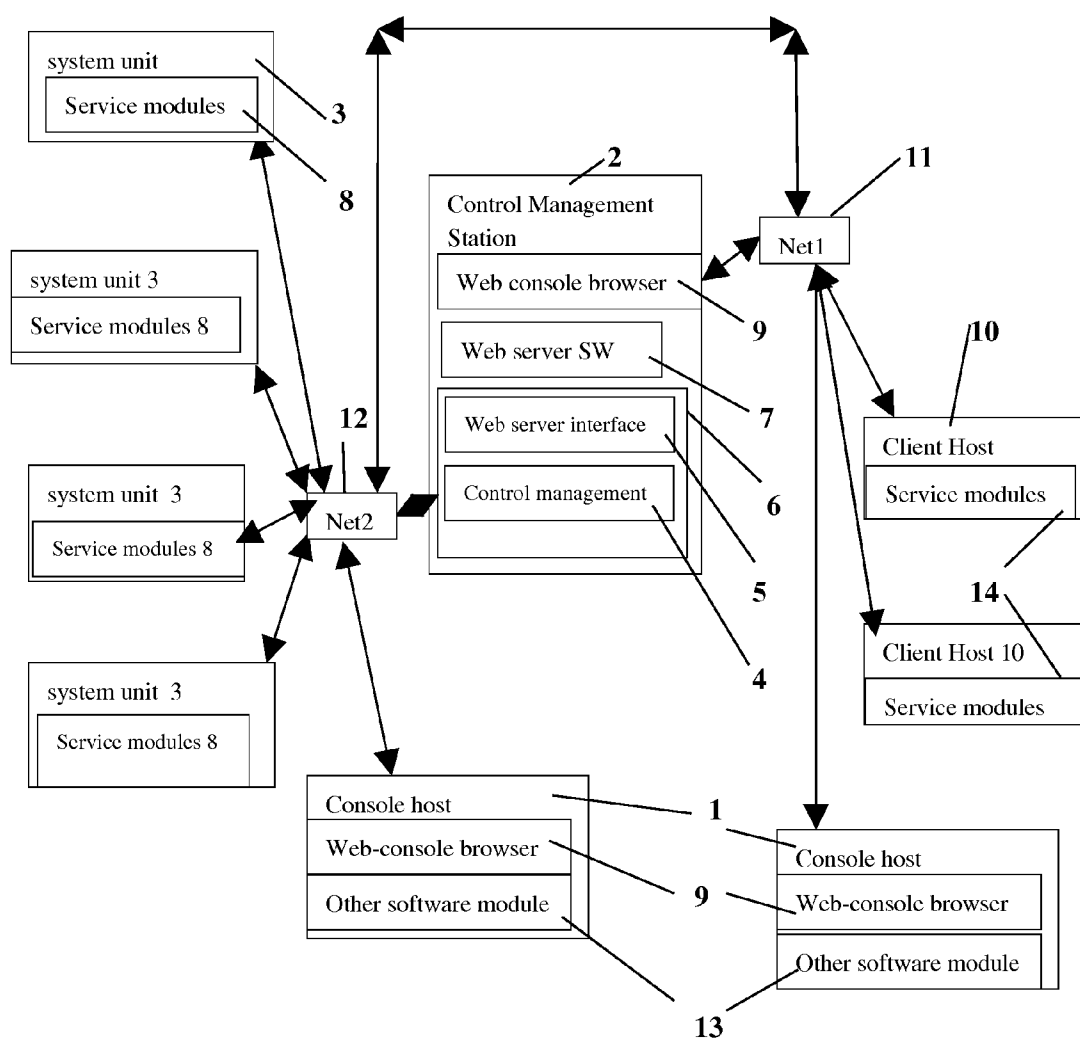 system unit
Service modules
3
8
system unit 3
Service modules 8
system unit 3
Service modules 8
system unit 3
Service modules 8
12
Net2
2
Control Management
Station
Web console browser
9
Web server SW
7
Web server interface
6
Control management
5
4
11
Net1
10
Client Host
Service modules
14
Client Host 10
Service modules
Console host
Web-console browser
Other software module
1
9
13
Console host
Web-console browser
Other software module